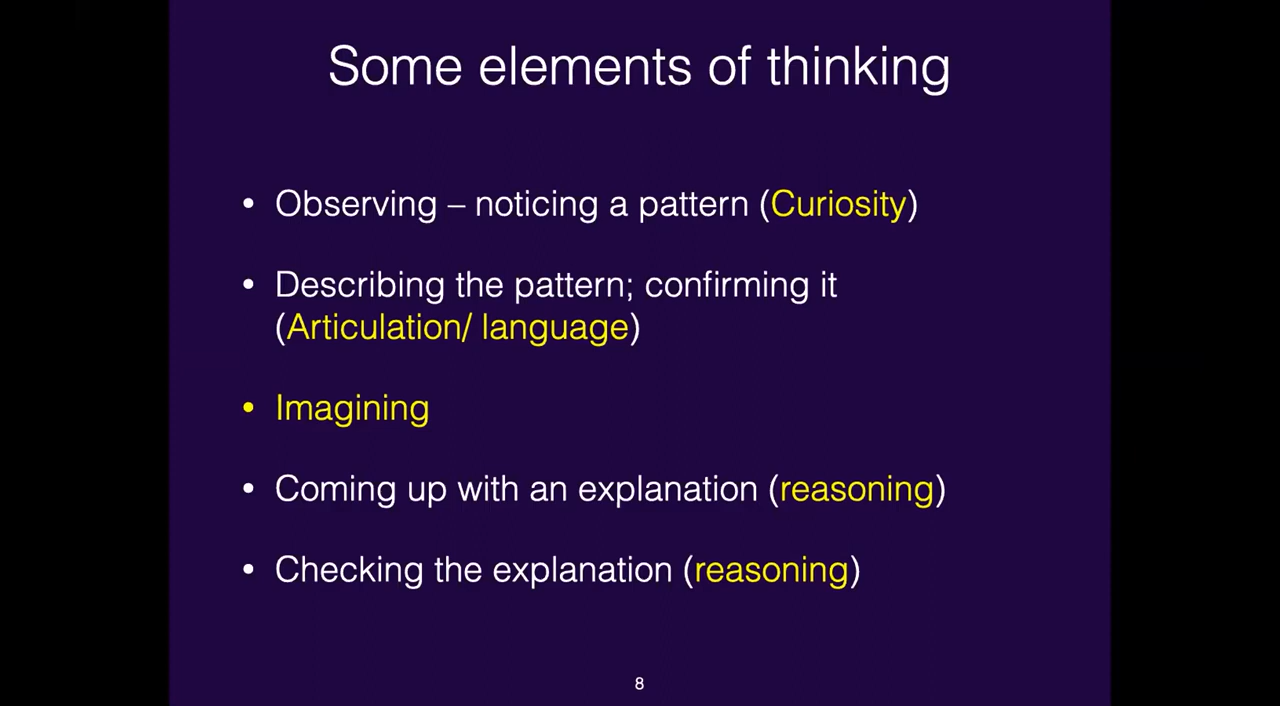 Some elements of thinking
• Observing – noticing a pattern (Curiosity)
• Describing the pattern; confirming it
(Articulation/ language)
• Imagining
• Coming up with an explanation (reasoning)
• Checking the explanation (reasoning)
8